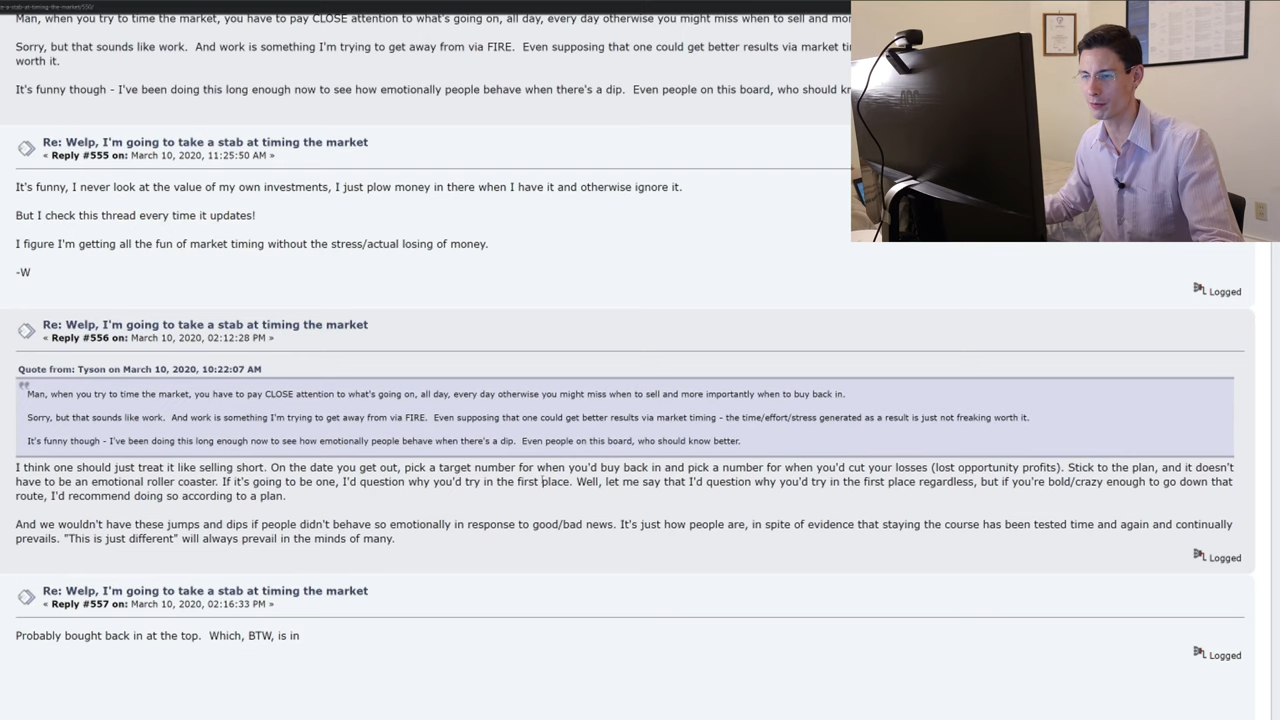 e-a-stab-at-timing-the-market/550/
Man, when you try to time the market, you have to pay CLOSE attention to what's going on, all day, every day otherwise you might miss when to sell and mor
Sorry, but that sounds like work.  And work is something I'm trying to get away from via FIRE.  Even supposing that one could get better results via market ti
worth it.
It's funny though - I've been doing this long enough now to see how emotionally people behave when there's a dip.  Even people on this board, who should kn
Re: Welp, I'm going to take a stab at timing the market
« Reply #555 on: March 10, 2020, 11:25:50 AM »
It's funny, I never look at the value of my own investments, I just plow money in there when I have it and otherwise ignore it.
But I check this thread every time it updates!
I figure I'm getting all the fun of market timing without the stress/actual losing of money.
-W
Logged
Re: Welp, I'm going to take a stab at timing the market
« Reply #556 on: March 10, 2020, 02:12:28 PM »
Quote from: Tyson on March 10, 2020, 10:22:07 AM
Man, when you try to time the market, you have to pay CLOSE attention to what's going on, all day, every day otherwise you might miss when to sell and more importantly when to buy back in.
Sorry, but that sounds like work.  And work is something I'm trying to get away from via FIRE.  Even supposing that one could get better results via market timing - the time/effort/stress generated as a result is just not freaking worth it.
It's funny though - I've been doing this long enough now to see how emotionally people behave when there's a dip.  Even people on this board, who should know better.
I think one should just treat it like selling short. On the date you get out, pick a target number for when you'd buy back in and pick a number for when you'd cut your losses (lost opportunity profits). Stick to the plan, and it doesn't
have to be an emotional roller coaster. If it's going to be one, I'd question why you'd try in the first place. Well, let me say that I'd question why you'd try in the first place regardless, but if you're bold/crazy enough to go down that
route, I'd recommend doing so according to a plan.
And we wouldn't have these jumps and dips if people didn't behave so emotionally in response to good/bad news. It's just how people are, in spite of evidence that staying the course has been tested time and again and continually
prevails. "This is just different" will always prevail in the minds of many.
Logged
Re: Welp, I'm going to take a stab at timing the market
« Reply #557 on: March 10, 2020, 02:16:33 PM »
Probably bought back in at the top.  Which, BTW, is in
Logged